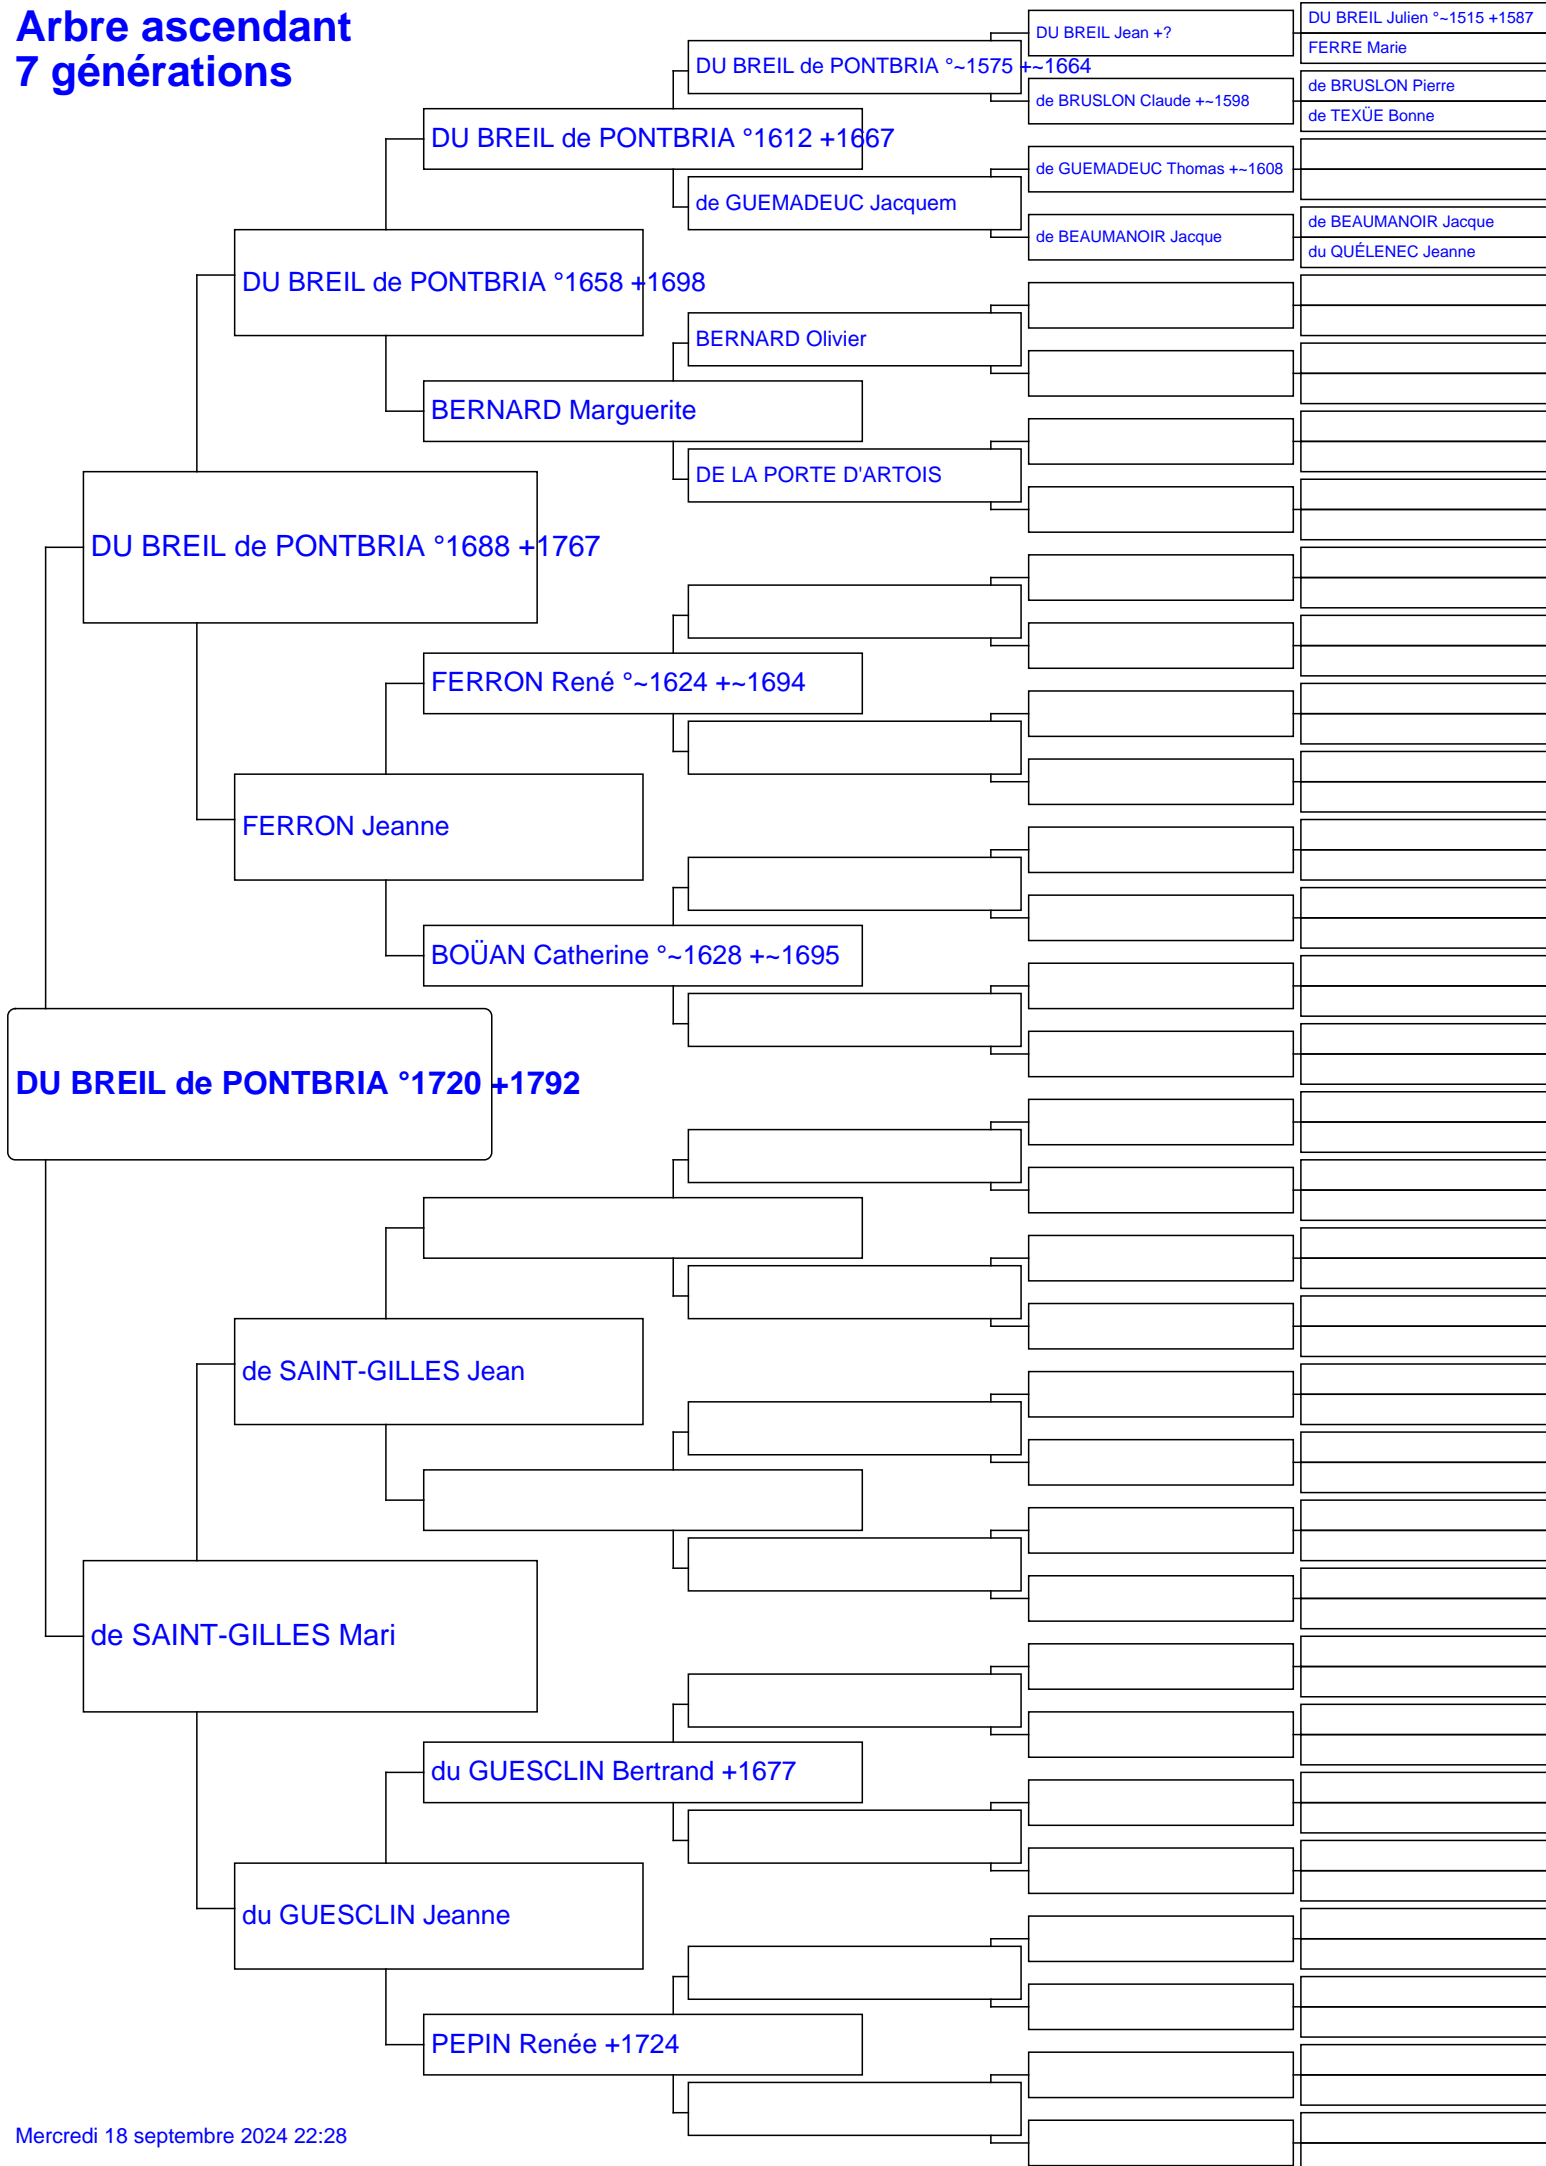 Arbre ascendant
7 générations
DU BREIL Julien °~1515 +1587
DU BREIL Jean +?
FERRE Marie
DU BREIL de PONTBRIA °~1575 +~1664
de BRUSLON Pierre
de BRUSLON Claude +~1598
de TEXÜE Bonne
DU BREIL de PONTBRIA °1612 +1667
de GUEMADEUC Thomas +~1608
de GUEMADEUC Jacquem
de BEAUMANOIR Jacque
de BEAUMANOIR Jacque
du QUÉLENEC Jeanne
DU BREIL de PONTBRIA °1658 +1698
BERNARD Olivier
BERNARD Marguerite
DE LA PORTE D'ARTOIS
DU BREIL de PONTBRIA °1688 +1767
FERRON René °~1624 +~1694
FERRON Jeanne
BOÜAN Catherine °~1628 +~1695
DU BREIL de PONTBRIA °1720 +1792
de SAINT-GILLES Jean
de SAINT-GILLES Mari
du GUESCLIN Bertrand +1677
du GUESCLIN Jeanne
PEPIN Renée +1724
Mercredi 18 septembre 2024 22:28